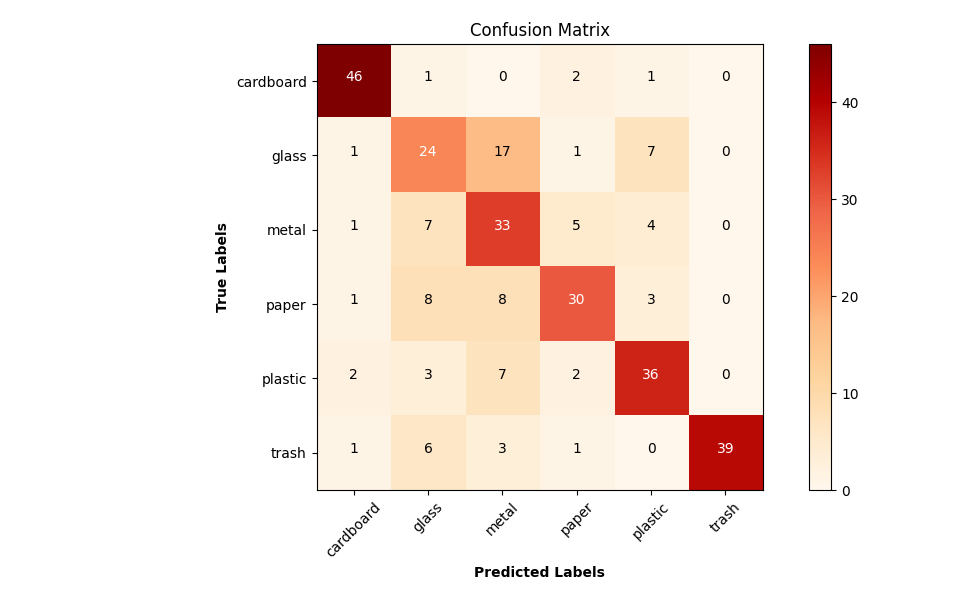 Confusion Matrix
True Labels
cardboard 46 1 0 2 1 0
glass 1 24 17 1 7 0
metal 1 7 33 5 4 0
paper 1 8 8 30 3 0
plastic 2 3 7 2 36 0
trash 1 6 3 1 0 39
cardboard glass metal paper plastic trash
Predicted Labels
40
30
20
10
0